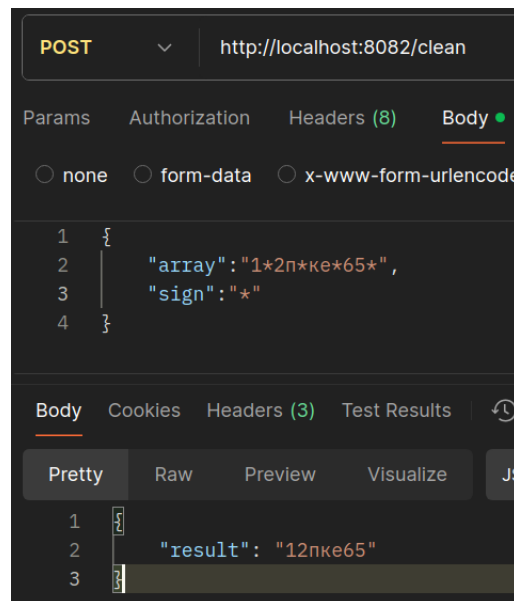 POST http://localhost:8082/clean
Params Authorization Headers (8) Body
none form-data x-www-form-urlencode
1 {
2 "array":"1*2п*ке*65*",
3 "sign":"*"
4 }
Body Cookies Headers (3) Test Results
Pretty Raw Preview Visualize JS
1 {
2 "result": "12пке65"
3 }